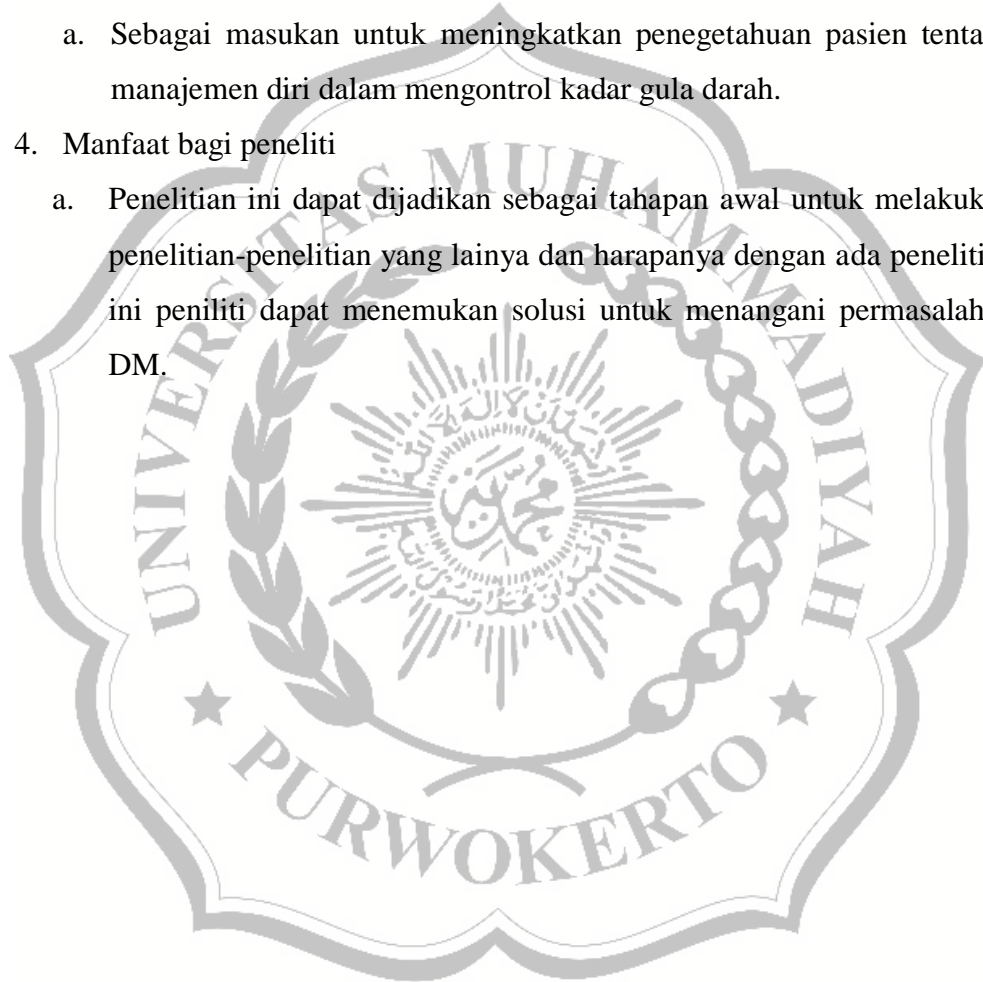 a. Sebagai masukan untuk meningkatkan penegetahuan pasien tenta
manajemen diri dalam mengontrol kadar gula darah.
4. Manfaat bagi peneliti
a. Penelitian ini dapat dijadikan sebagai tahapan awal untuk melakuk
penelitian-penelitian yang lainya dan harapanya dengan ada peneliti
ini peniliti dapat menemukan solusi untuk menangani permasalah
DM.
UNIVERSITAS MUHAMMADIYAH
PURWOKERTO